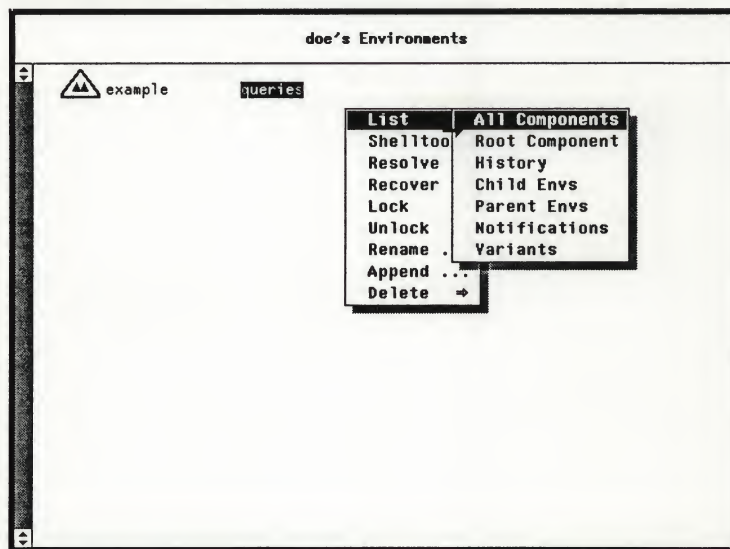 doe's Environments
example queries
List All Components
Shelltoo Root Component
Resolve History
Recover Child Envs
Lock Parent Envs
Unlock Notifications
Rename . Variants
Append ...
Delete ⇒